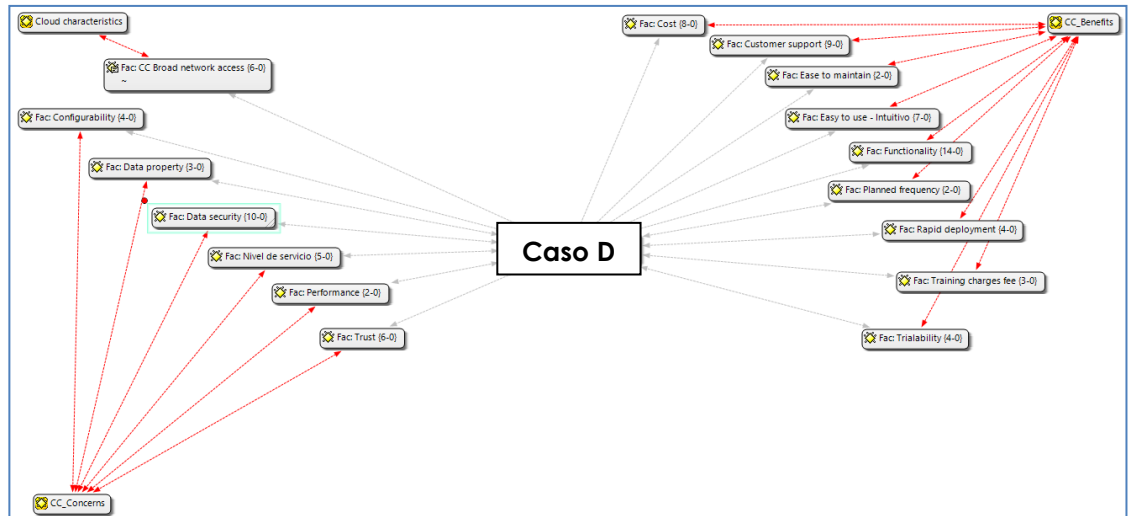 Cloud characteristics
Fac: CC Broad network access {6-0}
~
Fac: Configurability {4-0}
Fac: Data property {3-0}
Fac: Data security {10-0}
Fac: Nivel de servicio {5-0}
Fac: Performance {2-0}
Fac: Trust {6-0}
CC_Concerns
Caso D
Fac: Cost {8-0}
CC_Benefits
Fac: Customer support {9-0}
Fac: Ease to maintain {2-0}
Fac: Easy to use - Intuitivo {7-0}
Fac: Functionality {14-0}
Fac: Planned frequency {2-0}
Fac: Rapid deployment {4-0}
Fac: Training charges fee {3-0}
Fac: Trialability {4-0}